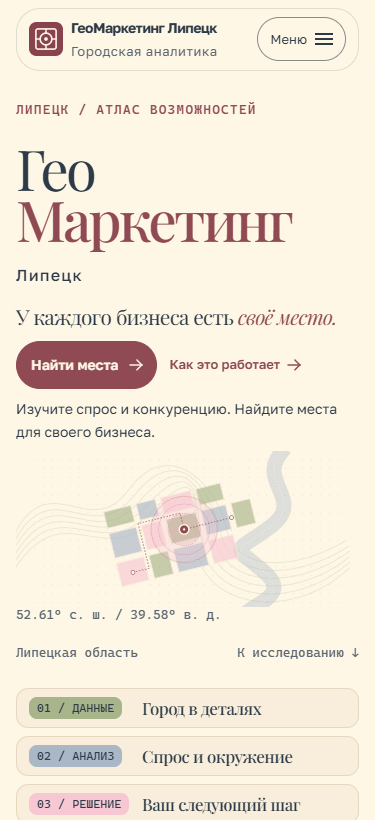 ГеоМаркетинг Липецк
Городская аналитика
Меню
ЛИПЕЦК / АТЛАС ВОЗМОЖНОСТЕЙ
Гео
Маркетинг
Липецк
У каждого бизнеса есть своё место.
Найти места →
Как это работает →
Изучите спрос и конкуренцию. Найдите места
для своего бизнеса.
52.61° с. ш. / 39.58° в. д.
Липецкая область
К исследованию ↓
01 / ДАННЫЕ
Город в деталях
02 / АНАЛИЗ
Спрос и окружение
03 / РЕШЕНИЕ
Ваш следующий шаг